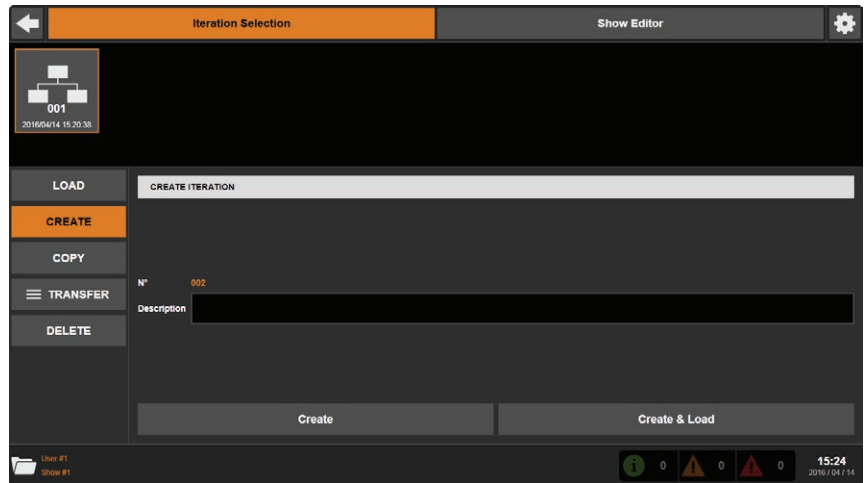 Iteration Selection
Show Editor
001
2016/04/14 15:20:38
LOAD
CREATE
COPY
TRANSFER
DELETE
CREATE ITERATION
N° 002
Description
Create
Create & Load
User #1
Show #1
0
0
0
15:24
2016 / 04 / 14